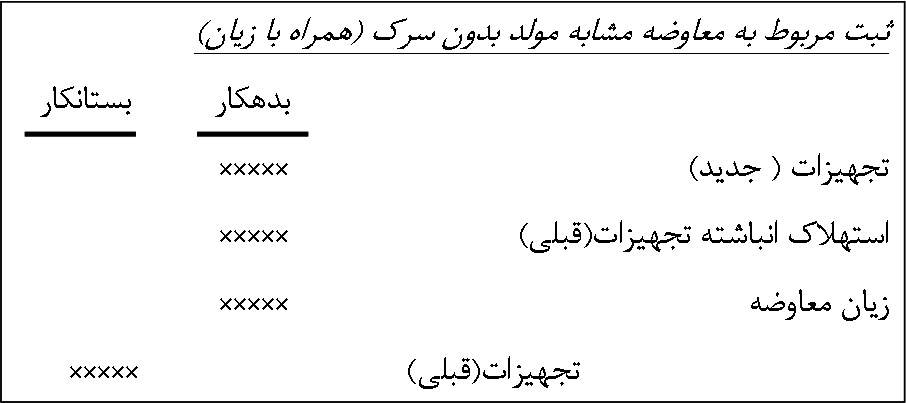 ثبت مربوط به معاوضه مشابه مولد بدون سرک (همراه با زیان)
بدهکار بستانکار
تجهیزات ( جدید) ×××××
استهلاک انباشته تجهیزات(قبلی) ×××××
زیان معاوضه ×××××
تجهیزات(قبلی) ×××××